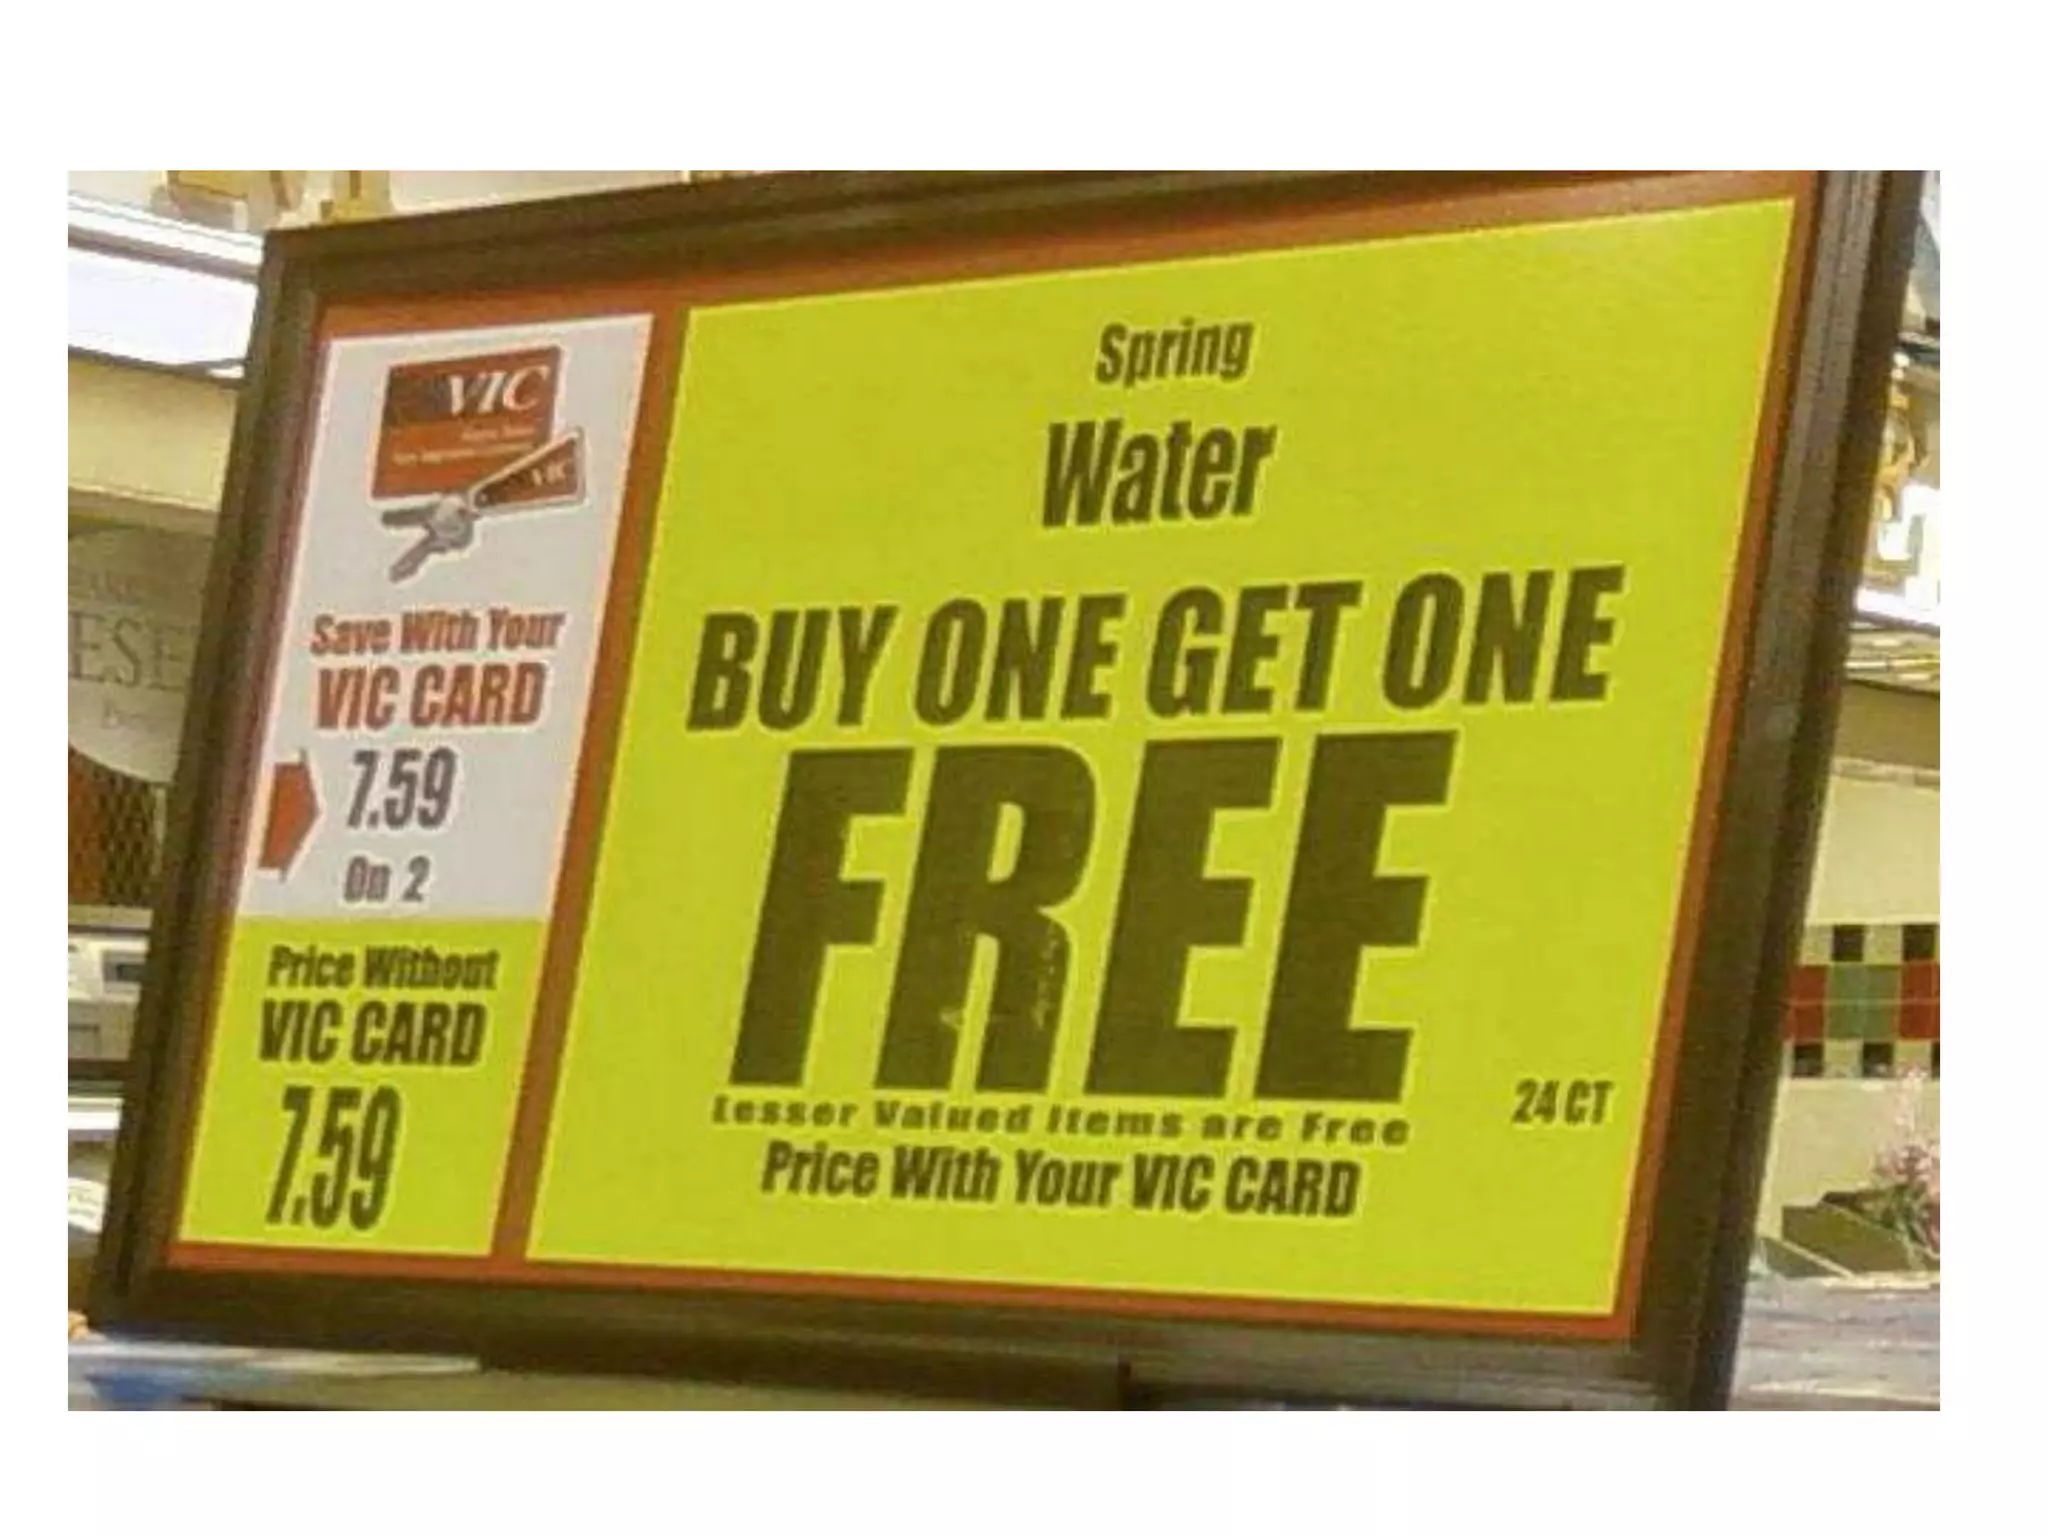 VIC
VIC
Save With Your
VIC CARD
7.59
On 2
Price Without
VIC CARD
7.59
Spring
Water
BUY ONE GET ONE
FREE
Lesser Valued Items are Free
24 CT
Price With Your VIC CARD